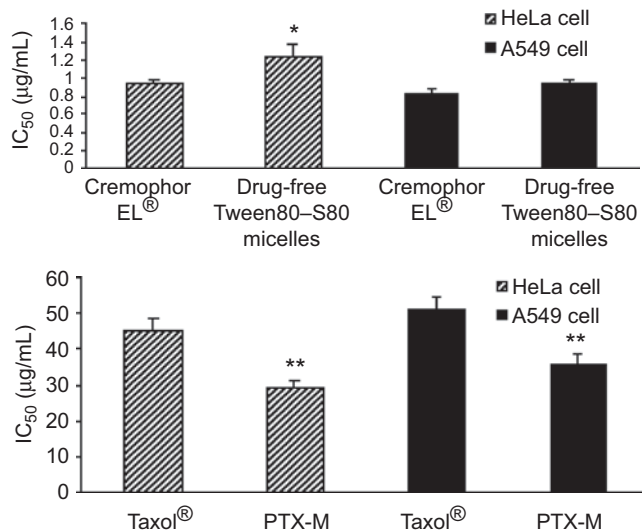 IC50 (μg/mL)
1.6
1.4
1.2
1
0.8
0.6
0.4
0.2
0
*
HeLa cell
A549 cell
Cremophor EL®
Drug-free Tween80–S80 micelles
Cremophor EL®
Drug-free Tween80–S80 micelles
IC50 (μg/mL)
60
50
40
30
20
10
0
**
**
HeLa cell
A549 cell
Taxol® PTX-M Taxol® PTX-M